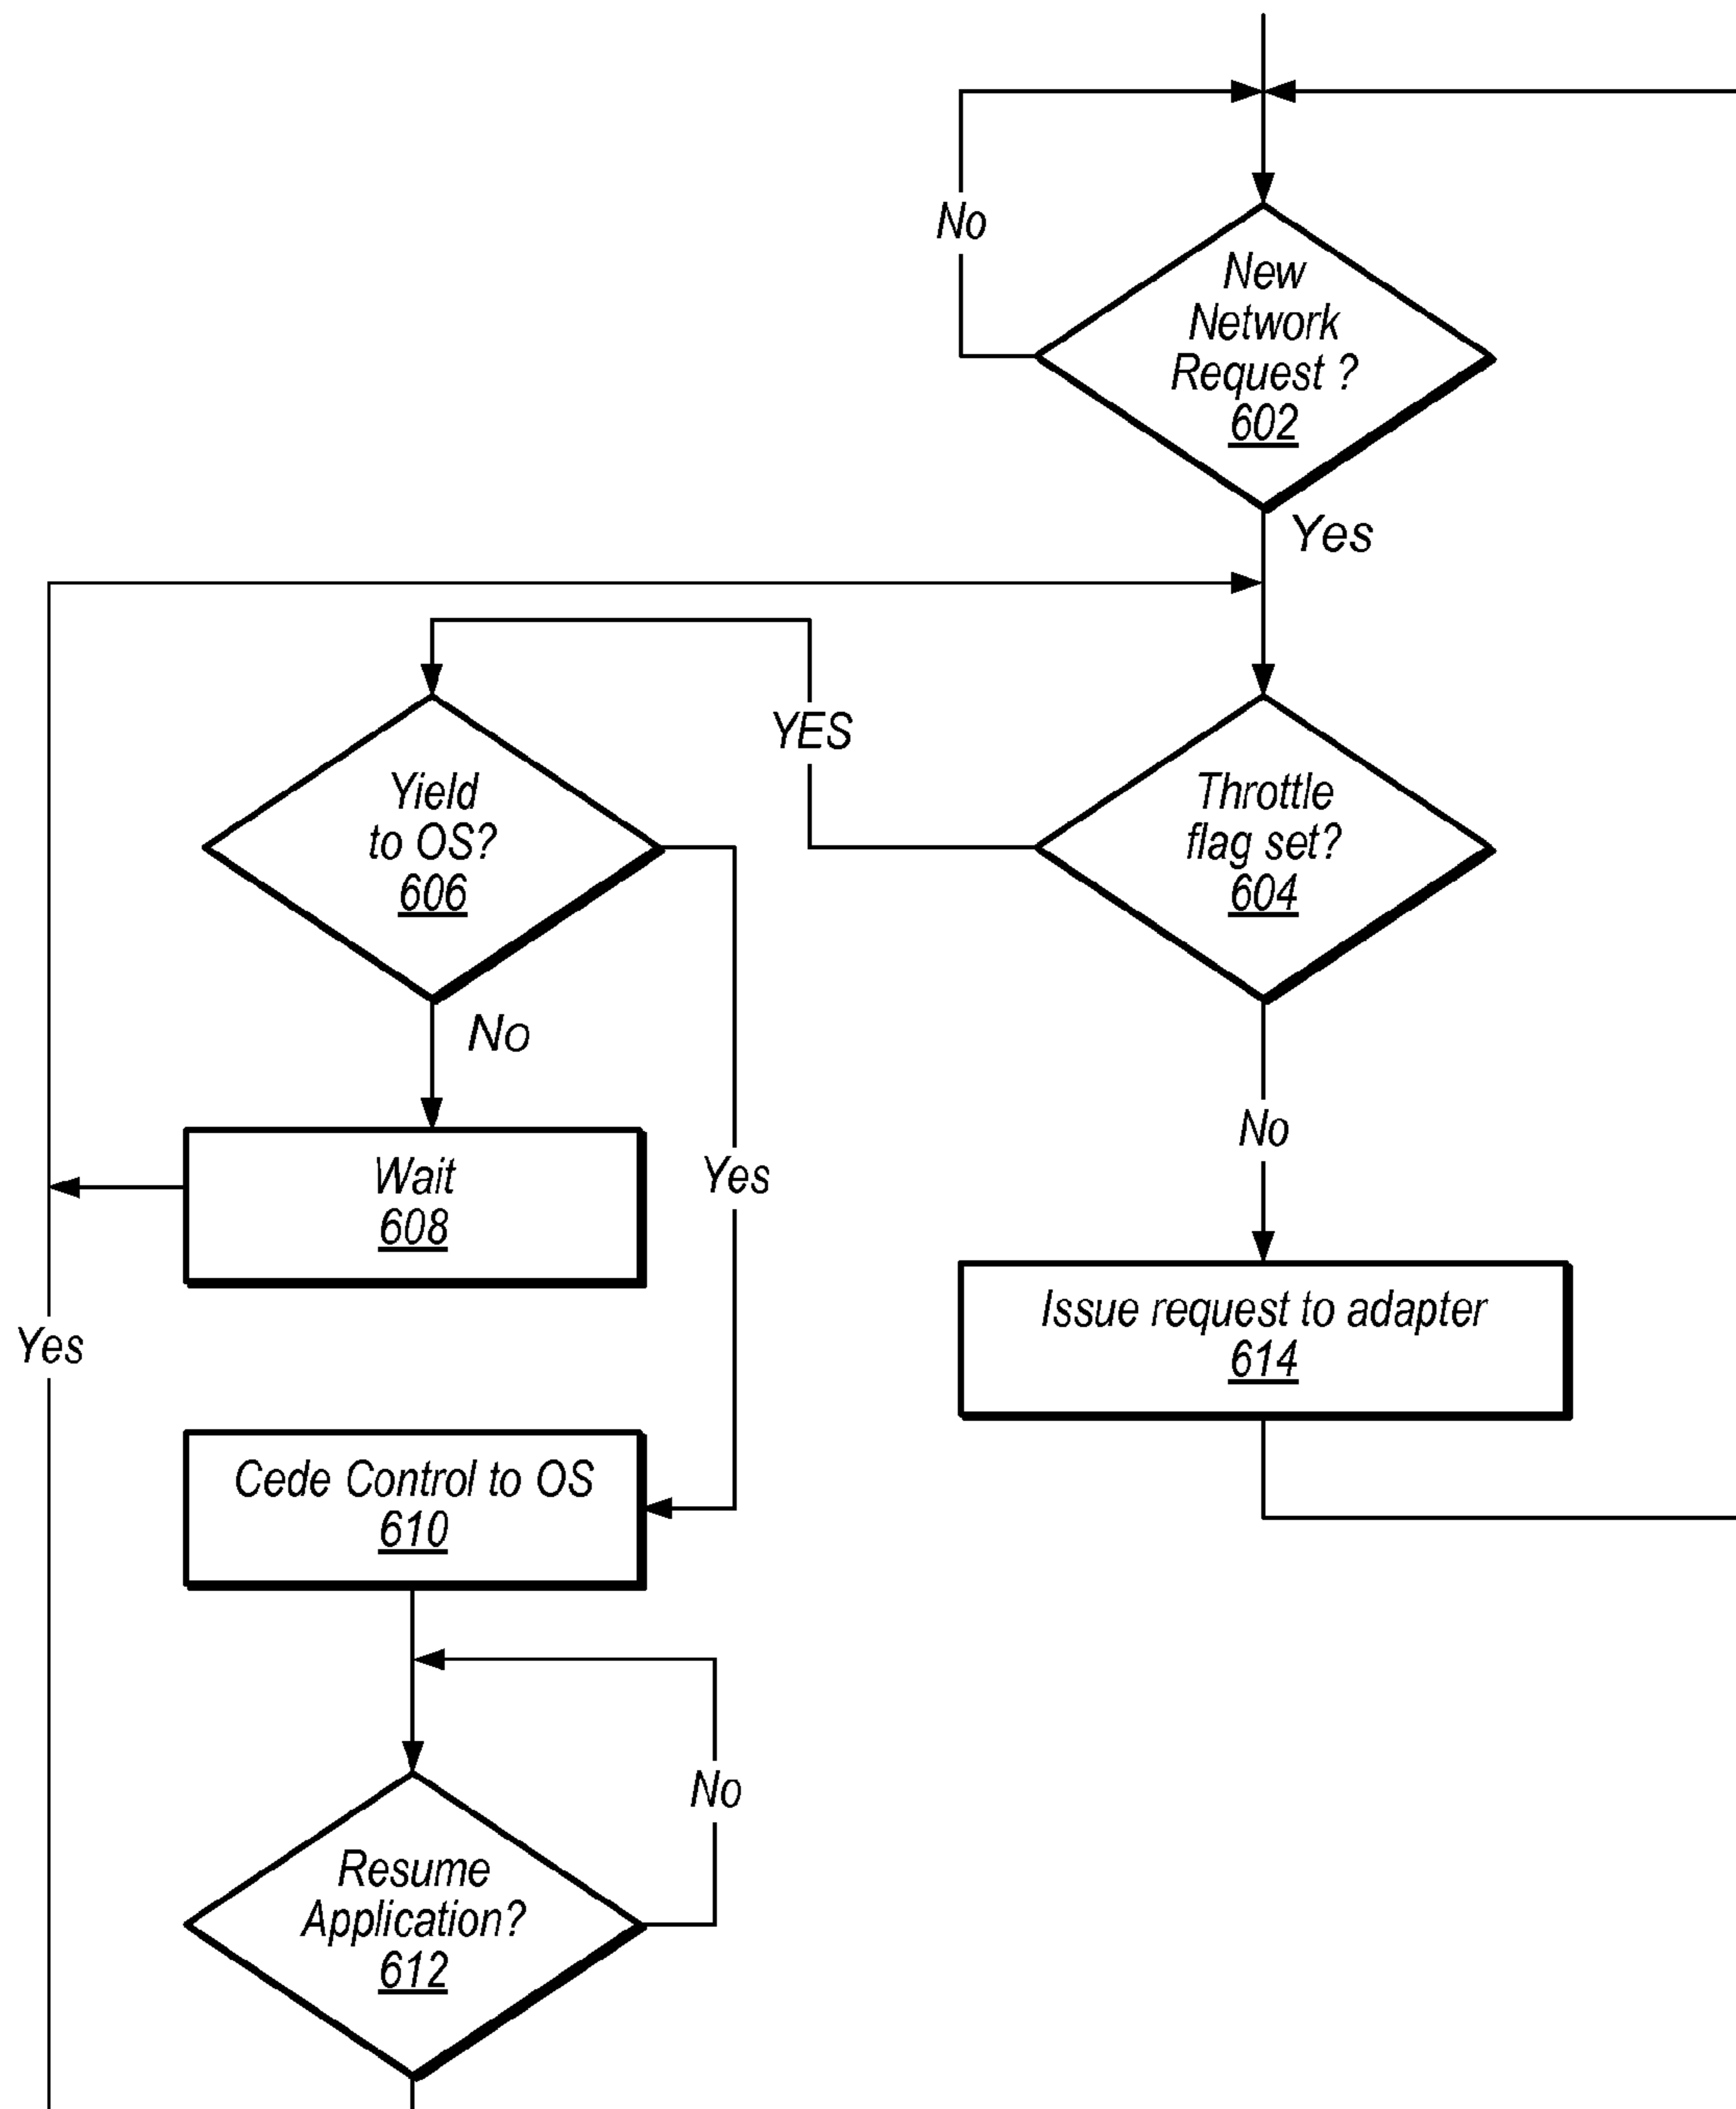 No
New
Network
Request ?
602
Yes
YES
Yield
to OS?
606
Throttle
flag set?
604
No
No
Wait
608
Yes
Issue request to adapter
614
Yes
Cede Control to OS
610
No
Resume
Application?
612